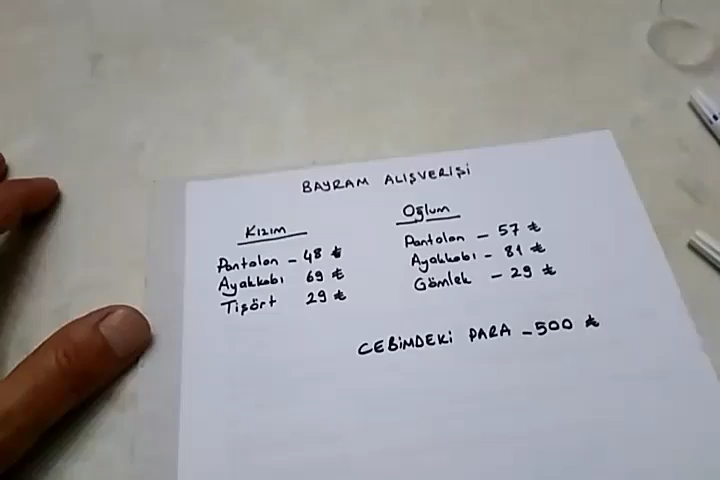 BAYRAM ALIŞVERİŞİ
Kızım
Pantolon - 48 ₺
Ayakkabı 69 ₺
Tişört 29 ₺
Oğlum
Pantolon - 57 ₺
Ayakkabı - 81 ₺
Gömlek - 29 ₺
CEBİMDEKİ PARA - 500 ₺